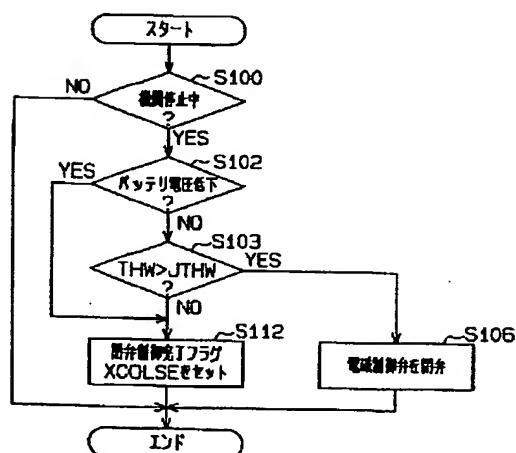 スタート
S100
NO
機関停止中
?
YES
S102
YES
バッテリ電圧低下
?
NO
S103
THW>JTHW
YES
?
NO
S112
閉弁制御完了フラグ
XCOLSEをセット
S106
電磁制御弁を閉弁
エンド